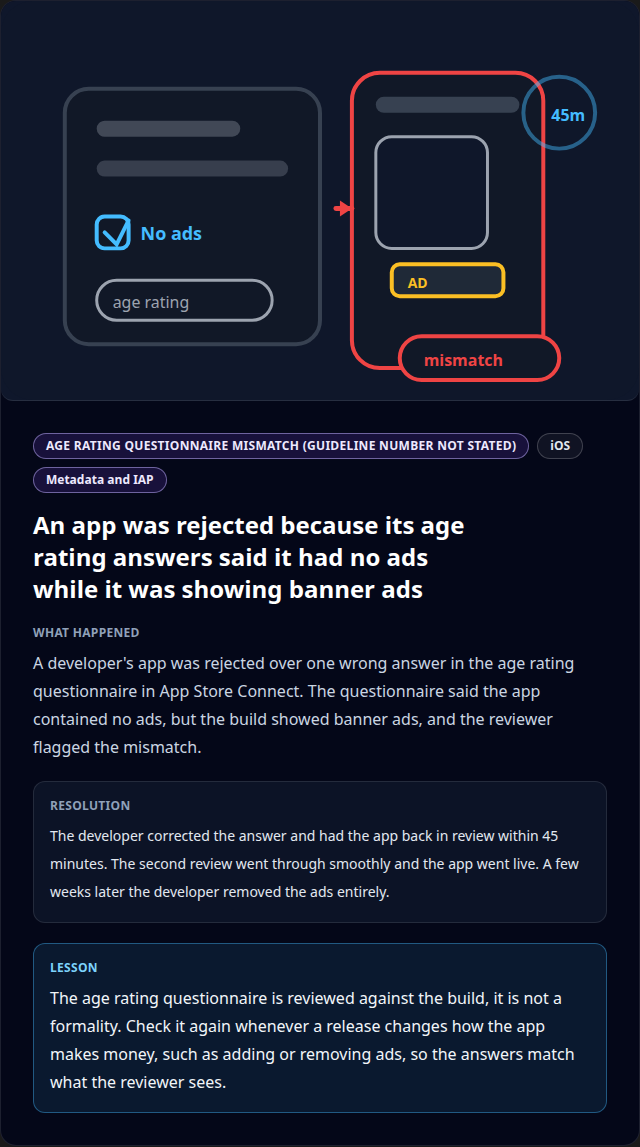 45m
No ads
age rating
AD
mismatch
AGE RATING QUESTIONNAIRE MISMATCH (GUIDELINE NUMBER NOT STATED)
iOS
Metadata and IAP
An app was rejected because its age
rating answers said it had no ads
while it was showing banner ads
WHAT HAPPENED
A developer's app was rejected over one wrong answer in the age rating
questionnaire in App Store Connect. The questionnaire said the app
contained no ads, but the build showed banner ads, and the reviewer
flagged the mismatch.
RESOLUTION
The developer corrected the answer and had the app back in review within 45
minutes. The second review went through smoothly and the app went live. A few
weeks later the developer removed the ads entirely.
LESSON
The age rating questionnaire is reviewed against the build, it is not a
formality. Check it again whenever a release changes how the app
makes money, such as adding or removing ads, so the answers match
what the reviewer sees.